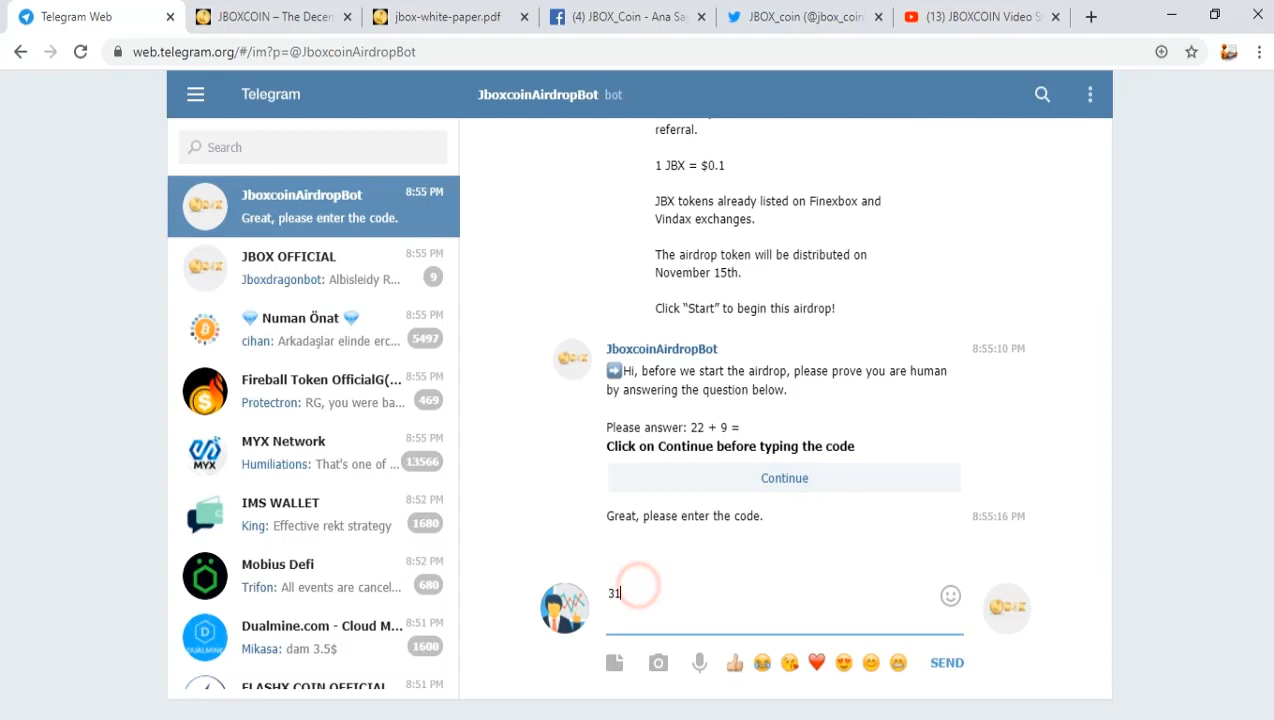 Telegram Web
JBOXCOIN – The Decen
jbox-white-paper.pdf
(4) JBOX_Coin - Ana Say
JBOX_coin (@jbox_coin
(13) JBOXCOIN Video S
web.telegram.org/#/im?p=@JboxcoinAirdropBot
Telegram
JboxcoinAirdropBot bot
Search
JboxcoinAirdropBot 8:55 PM
Great, please enter the code.
JBOX OFFICIAL 8:55 PM
Jboxdragonbot: Albisleidy R... 9
💎 Numan Önat 💎 8:55 PM
cihan: Arkadaşlar elinde erc... 5497
Fireball Token OfficialG(... 8:55 PM
Protectron: RG, you were ba... 469
MYX Network 8:55 PM
Humiliations: That's one of ... 13566
MYX
IMS WALLET 8:52 PM
King: Effective rekt strategy 1680
Mobius Defi 8:52 PM
Trifon: All events are cancel... 680
Dualmine.com - Cloud M... 8:51 PM
Mikasa: dam 3.5$ 1600
DUALMINE
FLASHX COIN OFFICIAL 8:51 PM
referral.
1 JBX = $0.1
JBX tokens already listed on Finexbox and
Vindax exchanges.
The airdrop token will be distributed on
November 15th.
Click “Start” to begin this airdrop!
JboxcoinAirdropBot 8:55:10 PM
➡️Hi, before we start the airdrop, please prove you are human
by answering the question below.
Please answer: 22 + 9 =
Click on Continue before typing the code
Continue
Great, please enter the code. 8:55:16 PM
31
SEND